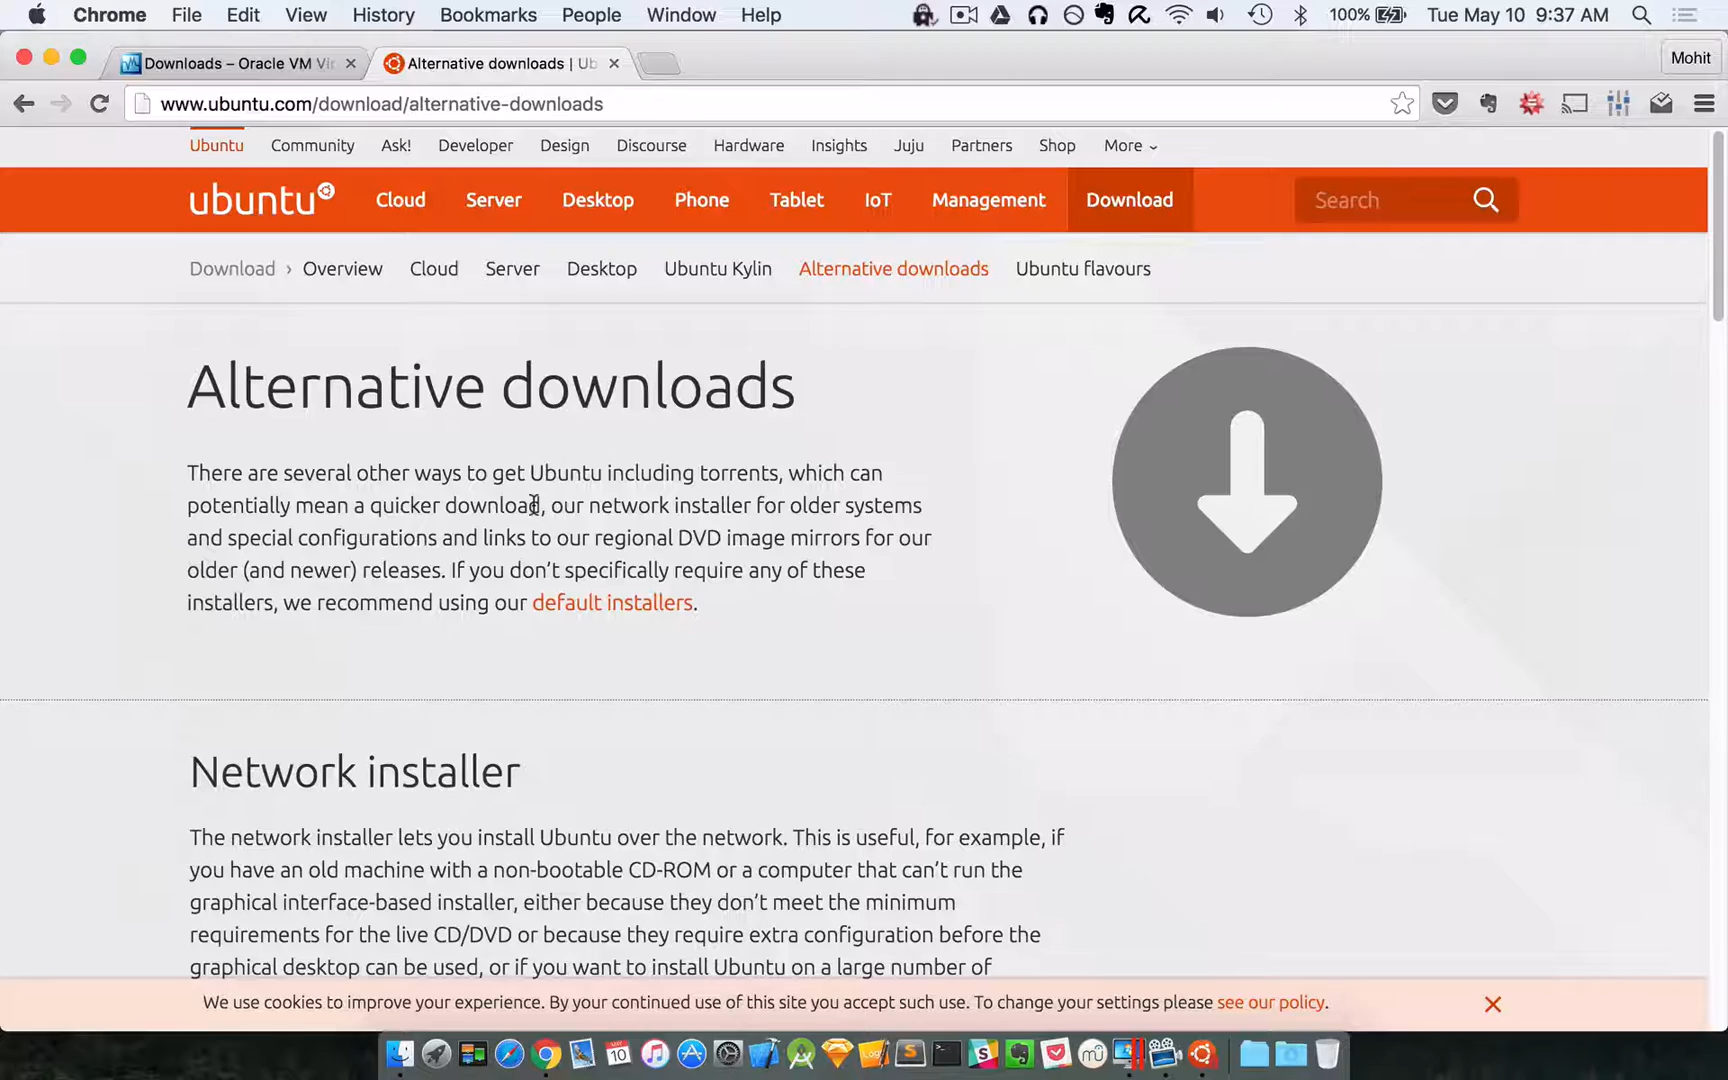 Chrome File Edit View History Bookmarks People Window Help 100% Tue May 10 9:37 AM
Downloads – Oracle VM Vir Alternative downloads | Ub Mohit
www.ubuntu.com/download/alternative-downloads
Ubuntu Community Ask! Developer Design Discourse Hardware Insights Juju Partners Shop More
ubuntu Cloud Server Desktop Phone Tablet IoT Management Download Search
Download › Overview Cloud Server Desktop Ubuntu Kylin Alternative downloads Ubuntu flavours
Alternative downloads
There are several other ways to get Ubuntu including torrents, which can
potentially mean a quicker download, our network installer for older systems
and special configurations and links to our regional DVD image mirrors for our
older (and newer) releases. If you don’t specifically require any of these
installers, we recommend using our default installers.
Network installer
The network installer lets you install Ubuntu over the network. This is useful, for example, if
you have an old machine with a non-bootable CD-ROM or a computer that can’t run the
graphical interface-based installer, either because they don’t meet the minimum
requirements for the live CD/DVD or because they require extra configuration before the
graphical desktop can be used, or if you want to install Ubuntu on a large number of
We use cookies to improve your experience. By your continued use of this site you accept such use. To change your settings please see our policy.